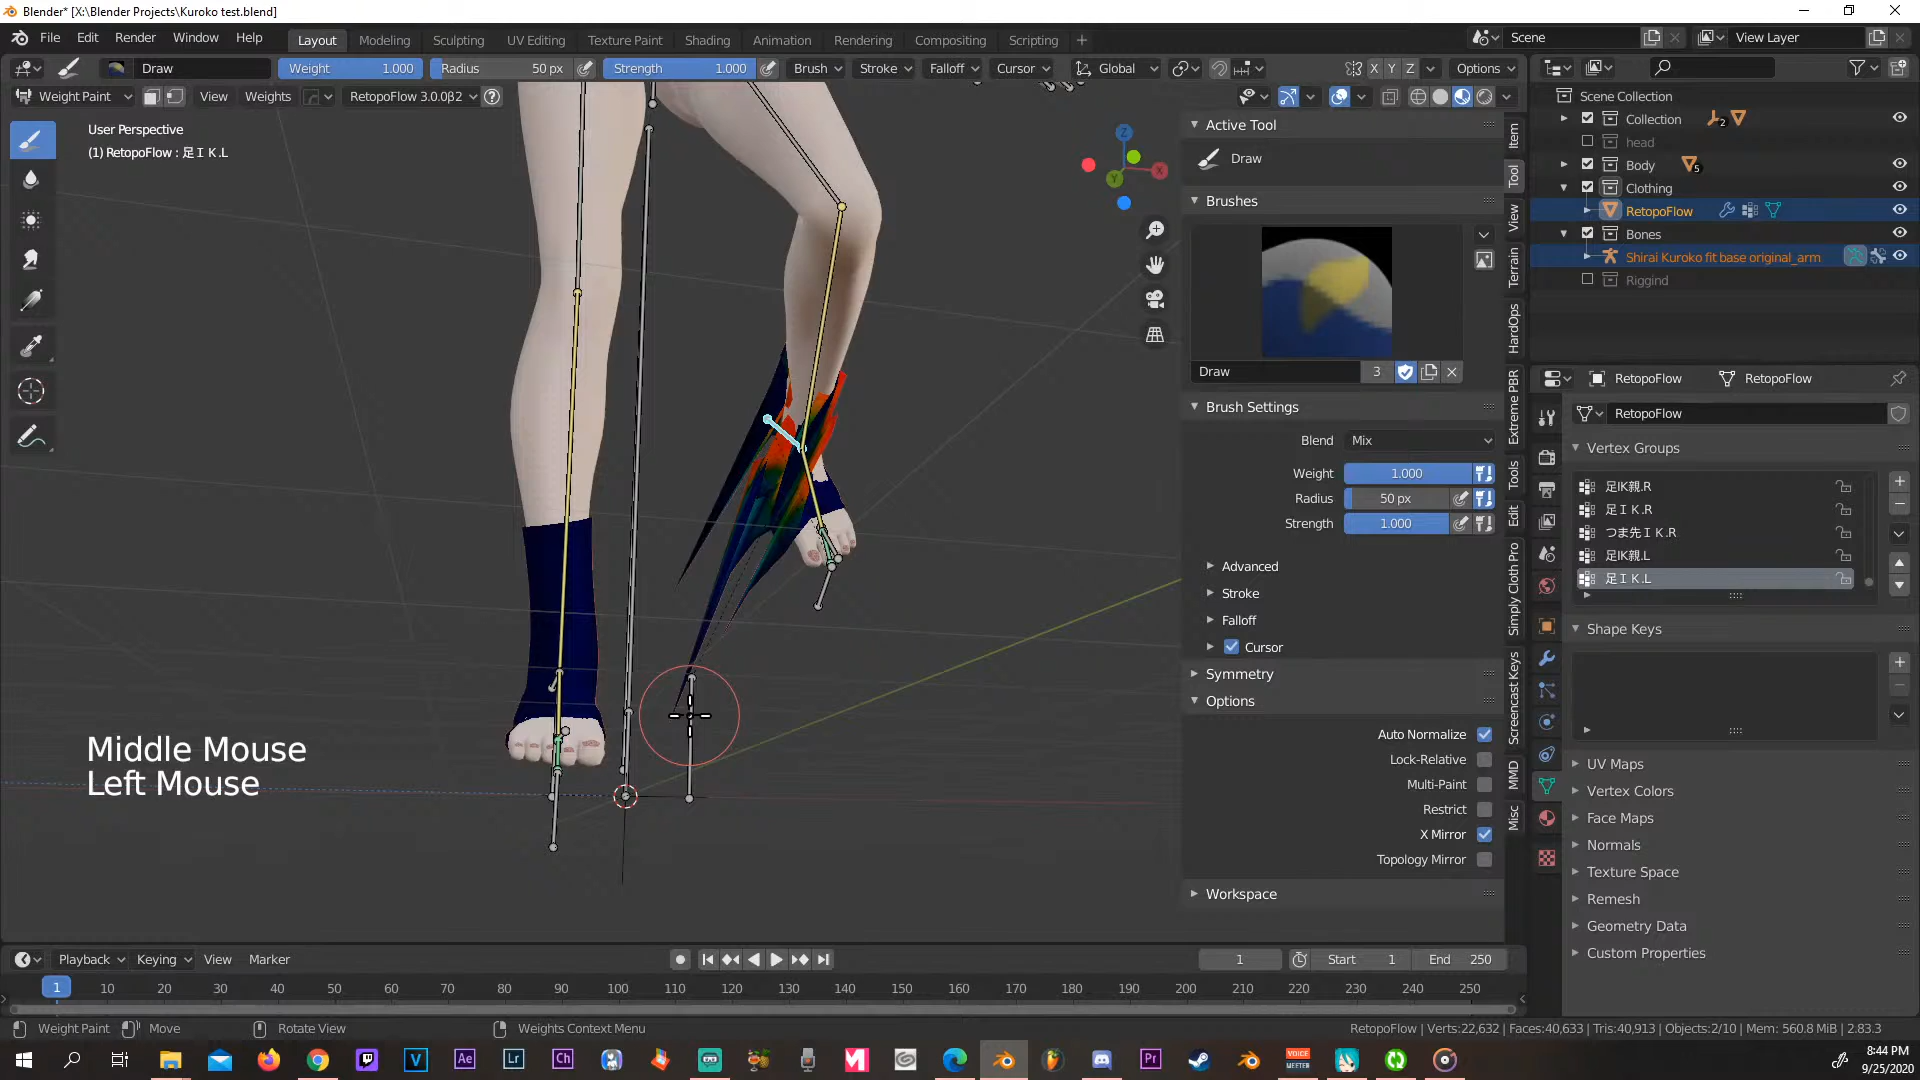 Blender* [X:\Blender Projects\Kuroko test.blend]
File Edit Render Window Help
Layout Modeling Sculpting UV Editing Texture Paint Shading Animation Rendering Compositing Scripting +
Scene View Layer
Draw Weight 1.000 Radius 50 px Strength 1.000 Brush Stroke Falloff Cursor Global X Y Z Options
Weight Paint View Weights RetopoFlow 3.0.0β2
User Perspective
(1) RetopoFlow : 足ＩＫ.L
Z
X
Y
Middle Mouse
Left Mouse
Active Tool
Draw
Brushes
Draw 3
Brush Settings
Blend Mix
Weight 1.000
Radius 50 px
Strength 1.000
Advanced
Stroke
Falloff
Cursor
Symmetry
Options
Auto Normalize
Lock-Relative
Multi-Paint
Restrict
X Mirror
Topology Mirror
Workspace
Item
Tool
View
Terrain
HardOps
Extreme PBR
Tools
Edit
Simply Cloth Pro
Screencast Keys
MMD
Misc
Scene Collection
Collection 2
head
Body 5
Clothing
RetopoFlow
Bones
Shirai Kuroko fit base original_arm
Riggind
RetopoFlow RetopoFlow
RetopoFlow
Vertex Groups
足IK親.R
足ＩＫ.R
つま先ＩＫ.R
足IK親.L
足ＩＫ.L
Shape Keys
UV Maps
Vertex Colors
Face Maps
Normals
Texture Space
Remesh
Geometry Data
Custom Properties
Playback Keying View Marker
1 Start 1 End 250
1 10 20 30 40 50 60 70 80 90 100 110 120 130 140 150 160 170 180 190 200 210 220 230 240 250
Weight Paint Move Rotate View Weights Context Menu
RetopoFlow | Verts:22,632 | Faces:40,633 | Tris:40,913 | Objects:2/10 | Mem: 560.8 MiB | 2.83.3
V Ae Lr Ch Pr VOICE MEETER
8:44 PM
9/25/2020